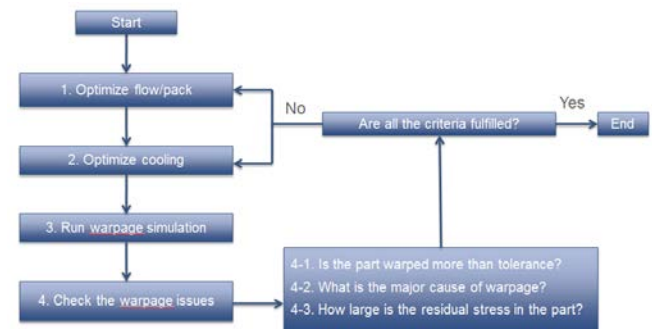 Start
1. Optimize flow/pack
2. Optimize cooling
3. Run warpage simulation
4. Check the warpage issues
4-1. Is the part warped more than tolerance?
4-2. What is the major cause of warpage?
4-3. How large is the residual stress in the part?
Are all the criteria fulfilled?
No
Yes
End